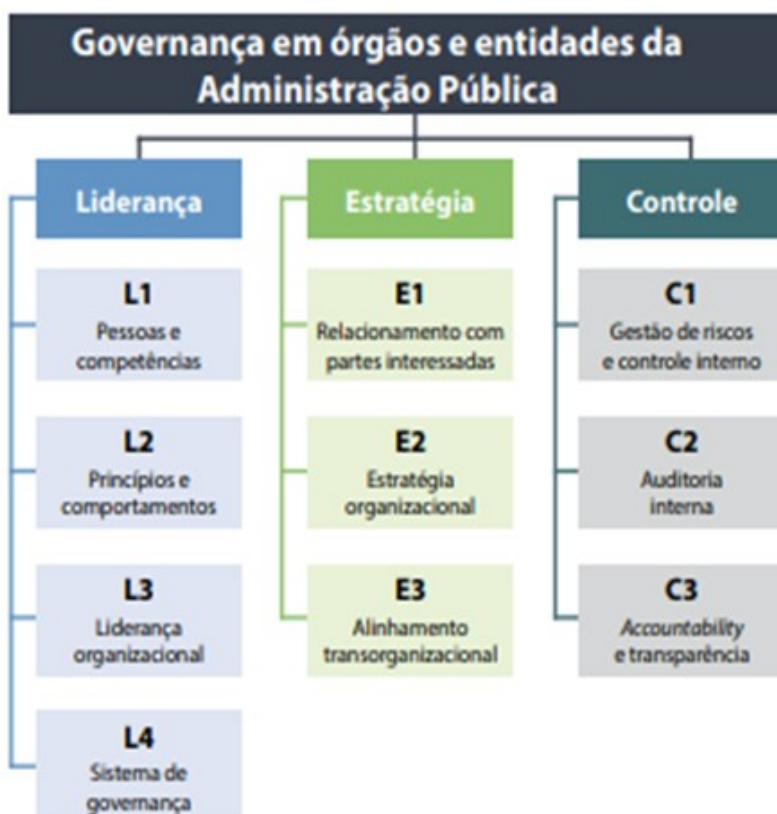 Governança em órgãos e entidades da
Administração Pública
Liderança
Estratégia
Controle
L1
Pessoas e
competências
E1
Relacionamento com
partes interessadas
C1
Gestão de riscos
e controle interno
L2
Princípios e
comportamentos
E2
Estratégia
organizacional
C2
Auditoria
interna
L3
Liderança
organizacional
E3
Alinhamento
transorganizacional
C3
Accountability
e transparência
L4
Sistema de
governança